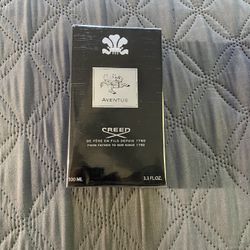 AVENTUS
CREED
DE PÈRE EN FILS DEPUIS 1760
FROM FATHER TO SON SINCE 1760
100 ML 3.3 FL.OZ.